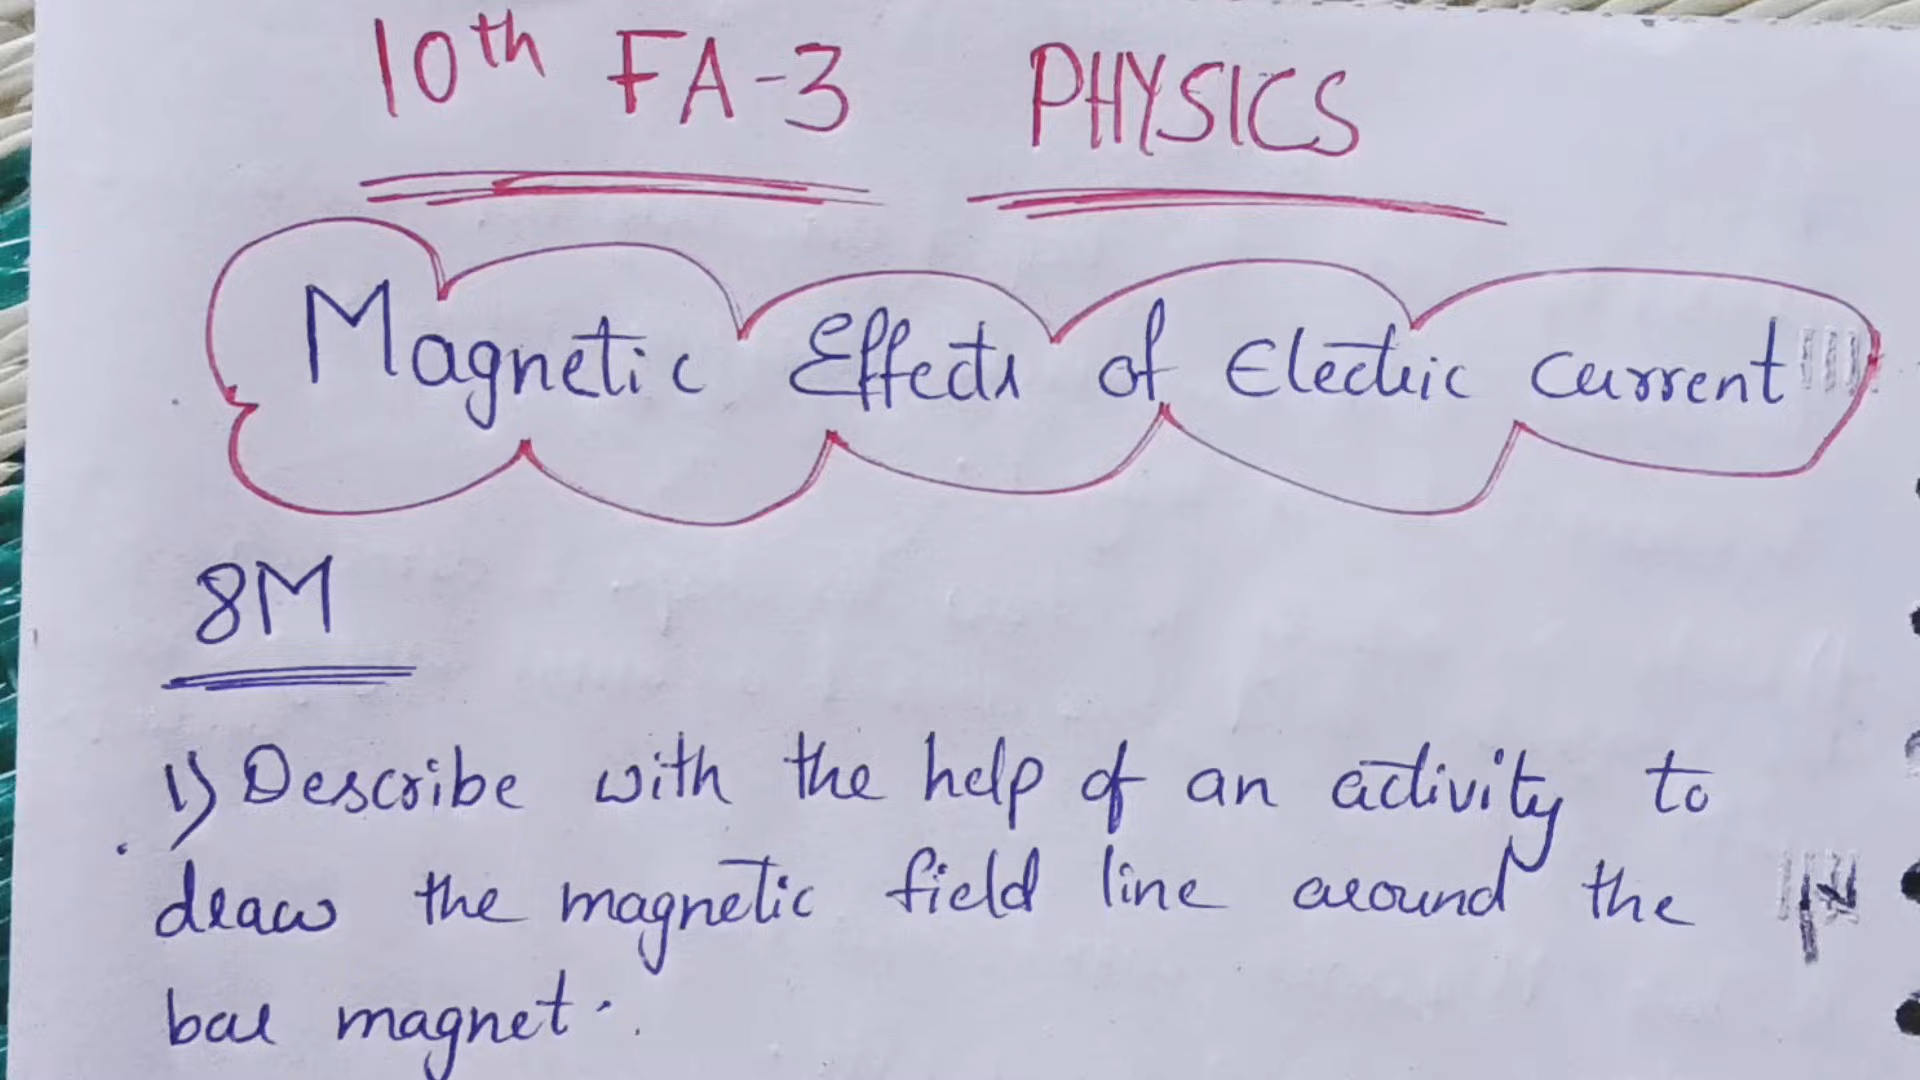 10th FA-3 PHYSICS
Magnetic Effects of Electric Current
8M
1) Describe with the help of an activity to
draw the magnetic field line around the
bar magnet.